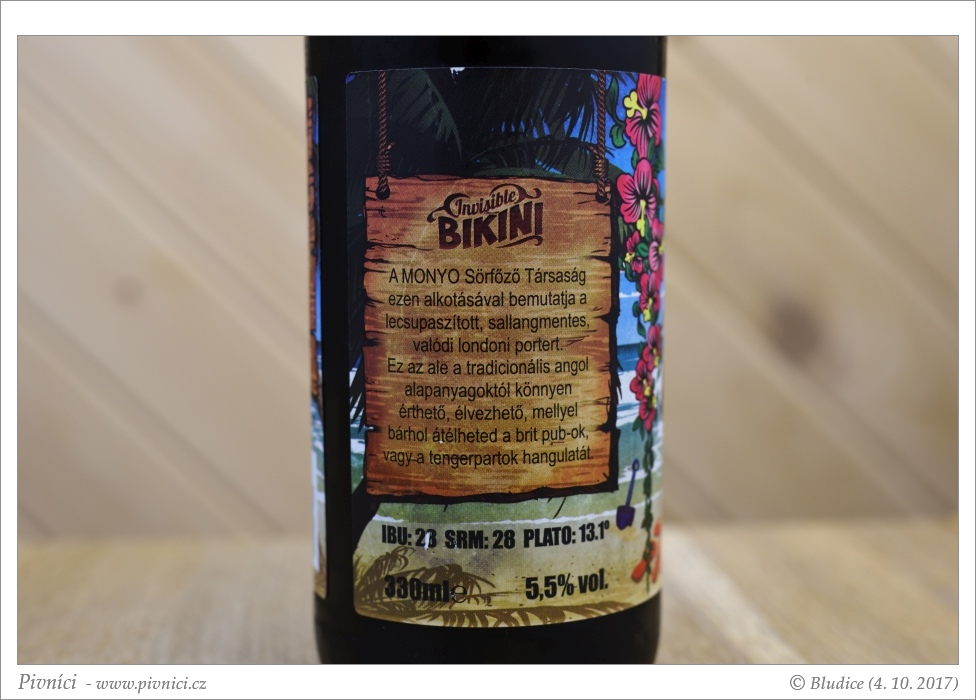 Invisible
BIKINI
A MONYO Sörfőző Társaság
ezen alkotásával bemutatja a
lecsupaszított, sallangmentes,
valódi londoni portert.
Ez az ale a tradicionális angol
alapanyagoktól könnyen
érthető, élvezhető, mellyel
bárhol átélheted a brit pub-ok,
vagy a tengerpartok hangulatát.
IBU: 23 SRM: 28 PLATO: 13.1°
330ml e 5,5% vol.
Pivníci - www.pivnici.cz © Bludice (4. 10. 2017)